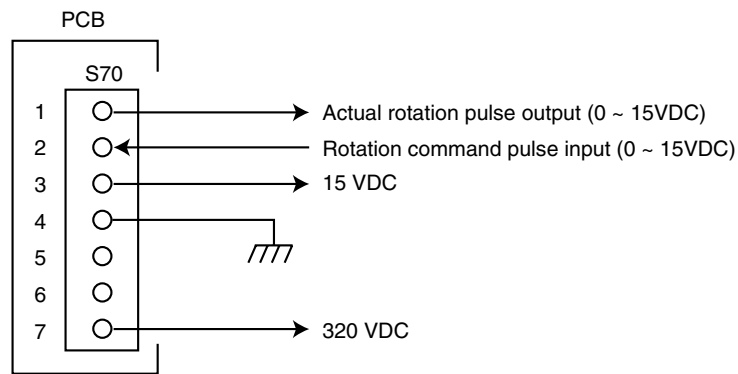 PCB
S70
1 Actual rotation pulse output (0 ~ 15VDC)
2 Rotation command pulse input (0 ~ 15VDC)
3 15 VDC
4
5
6
7 320 VDC